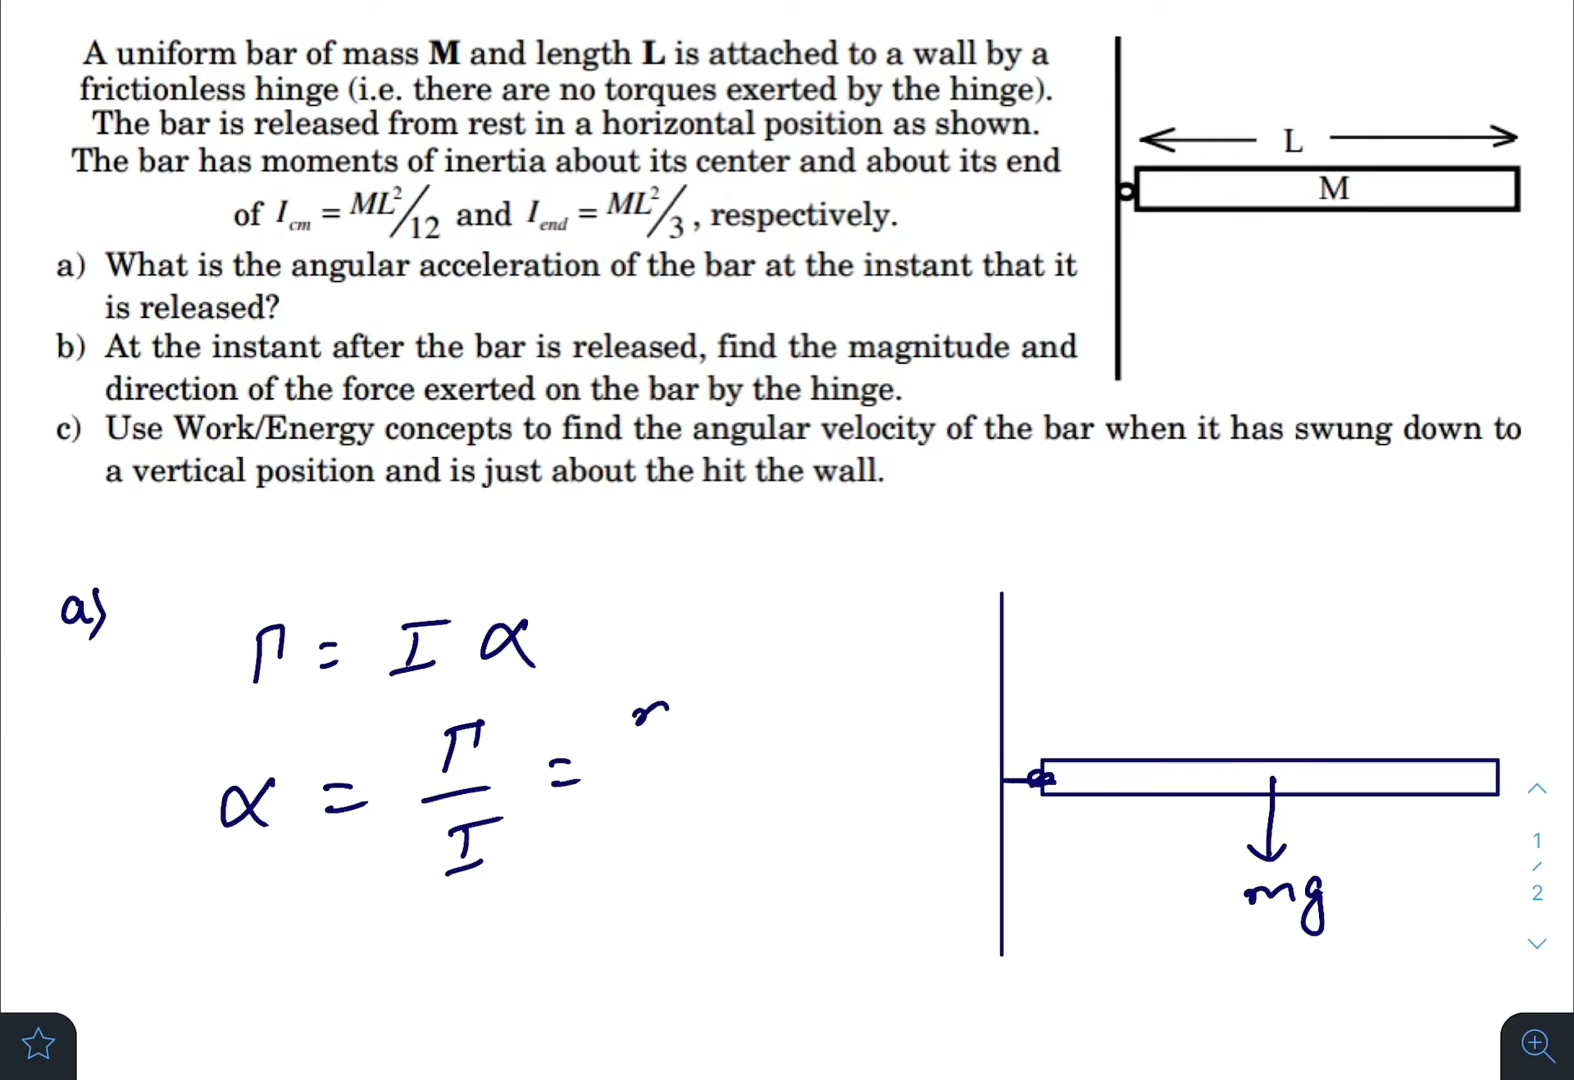 A uniform bar of mass M and length L is attached to a wall by a
frictionless hinge (i.e. there are no torques exerted by the hinge).
The bar is released from rest in a horizontal position as shown.
The bar has moments of inertia about its center and about its end
of I_cm = ML²/12 and I_end = ML²/3, respectively.
L
M
a) What is the angular acceleration of the bar at the instant that it
is released?
b) At the instant after the bar is released, find the magnitude and
direction of the force exerted on the bar by the hinge.
c) Use Work/Energy concepts to find the angular velocity of the bar when it has swung down to
a vertical position and is just about the hit the wall.
a)
Γ = I α
α = Γ/I =
mg
1
/
2